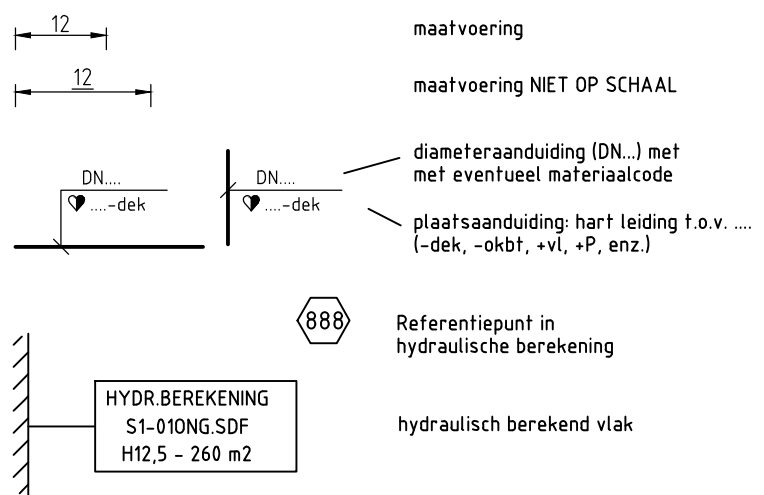 12
maatvoering
12
maatvoering NIET OP SCHAAL
DN....
....-dek
DN....
....-dek
diameteraanduiding (DN...) met
met eventueel materiaalcode
plaatsaanduiding: hart leiding t.o.v. ....
(-dek, -okbt, +vl, +P, enz.)
888
Referentiepunt in
hydraulische berekening
HYDR.BEREKENING
S1-010NG.SDF
H12,5 - 260 m2
hydraulisch berekend vlak